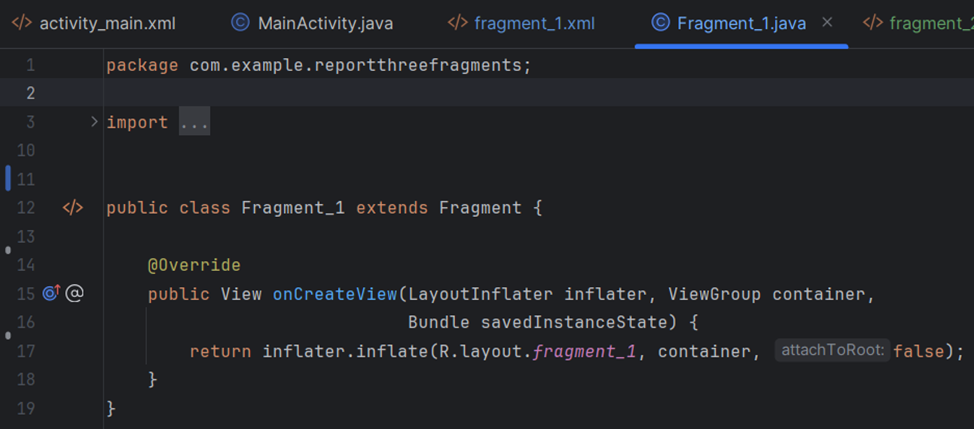 </> activity_main.xml © MainActivity.java </> fragment_1.xml © Fragment_1.java × </> fragment_2
1 package com.example.reportthreefragments;
2
3 > import ...
10
11
12 </> public class Fragment_1 extends Fragment {
13
14 @Override
15 @ public View onCreateView(LayoutInflater inflater, ViewGroup container,
16 Bundle savedInstanceState) {
17 return inflater.inflate(R.layout.fragment_1, container, attachToRoot: false);
18 }
19 }